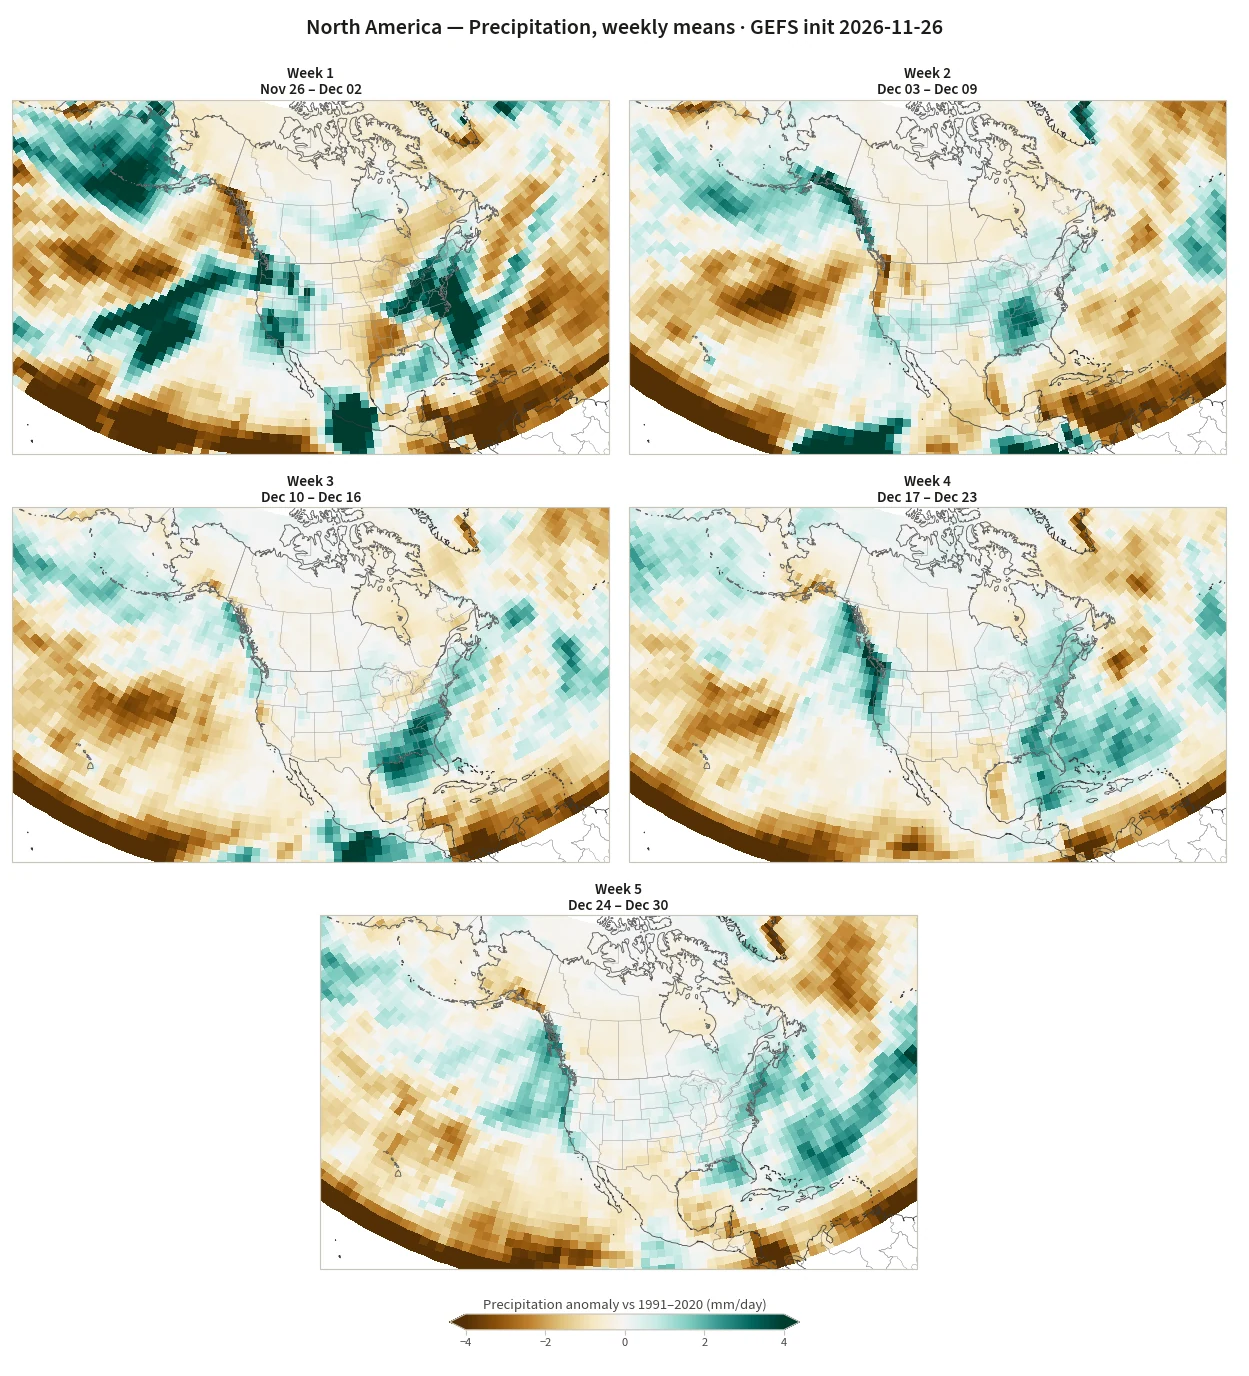 North America — Precipitation, weekly means · GEFS init 2026-11-26
Week 1
Nov 26 – Dec 02
Week 2
Dec 03 – Dec 09
Week 3
Dec 10 – Dec 16
Week 4
Dec 17 – Dec 23
Week 5
Dec 24 – Dec 30
Precipitation anomaly vs 1991–2020 (mm/day)
−4 −2 0 2 4